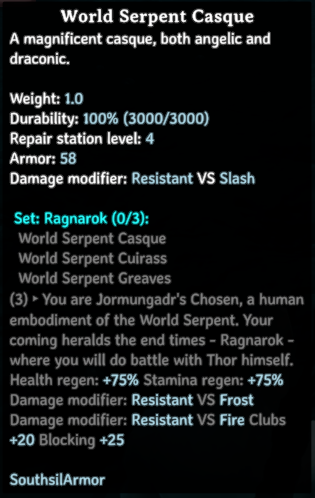 World Serpent Casque
A magnificent casque, both angelic and
draconic.
Weight: 1.0
Durability: 100% (3000/3000)
Repair station level: 4
Armor: 58
Damage modifier: Resistant VS Slash
Set: Ragnarok (0/3):
World Serpent Casque
World Serpent Cuirass
World Serpent Greaves
(3) ‣ You are Jormungadr's Chosen, a human
embodiment of the World Serpent. Your
coming heralds the end times - Ragnarok -
where you will do battle with Thor himself.
Health regen: +75% Stamina regen: +75%
Damage modifier: Resistant VS Frost
Damage modifier: Resistant VS Fire Clubs
+20 Blocking +25
SouthsilArmor